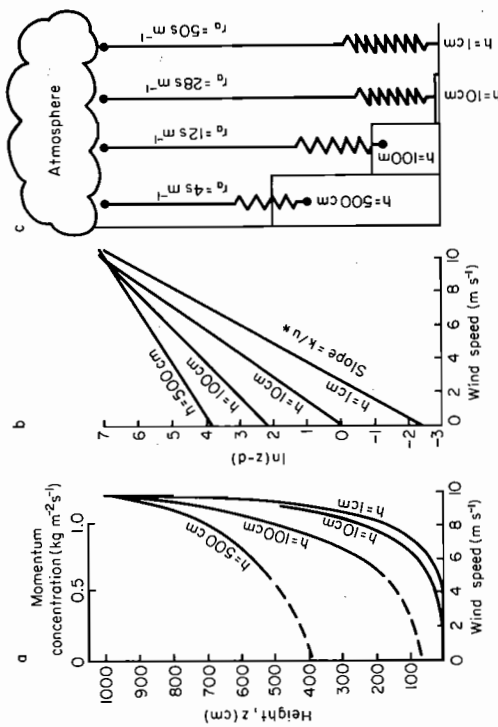 a
Momentum
concentration (kg m⁻²s⁻¹)
0
0.5
1.0
1000
900
800
700
600
500
400
300
200
100
Height, z (cm)
h=500cm
h=100cm
h=10cm
h=1cm
0
2
4
6
8
10
Wind speed (m s⁻¹)
b
7
6
5
4
3
2
1
0
-1
-2
-3
ln(z-d)
h=500cm
h=100cm
h=10cm
h=1cm
Slope=k/u*
0
2
4
6
8
10
Wind speed (m s⁻¹)
c
Atmosphere
rₐ=4s m⁻¹
rₐ=12s m⁻¹
rₐ=28s m⁻¹
rₐ=50s m⁻¹
h=500cm
h=100m
h=10cm
h=1cm